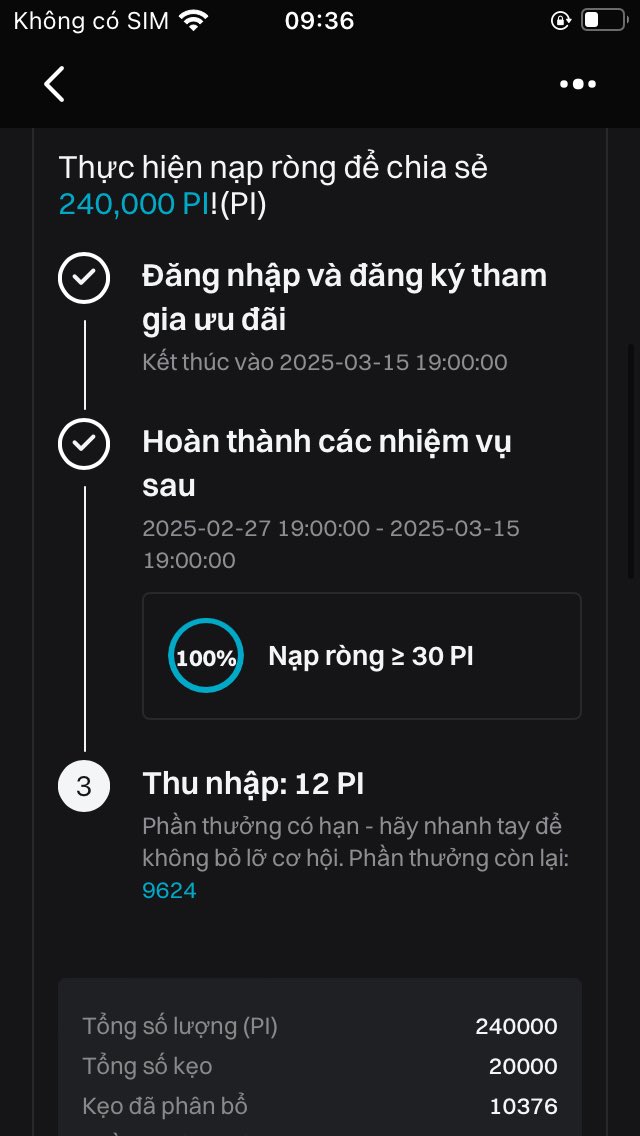 Không có SIM
09:36
Thực hiện nạp ròng để chia sẻ
240,000 PI!(PI)
Đăng nhập và đăng ký tham
gia ưu đãi
Kết thúc vào 2025-03-15 19:00:00
Hoàn thành các nhiệm vụ
sau
2025-02-27 19:00:00 - 2025-03-15
19:00:00
100% Nạp ròng ≥ 30 PI
3 Thu nhập: 12 PI
Phần thưởng có hạn - hãy nhanh tay để
không bỏ lỡ cơ hội. Phần thưởng còn lại:
9624
Tổng số lượng (PI) 240000
Tổng số kẹo 20000
Kẹo đã phân bổ 10376